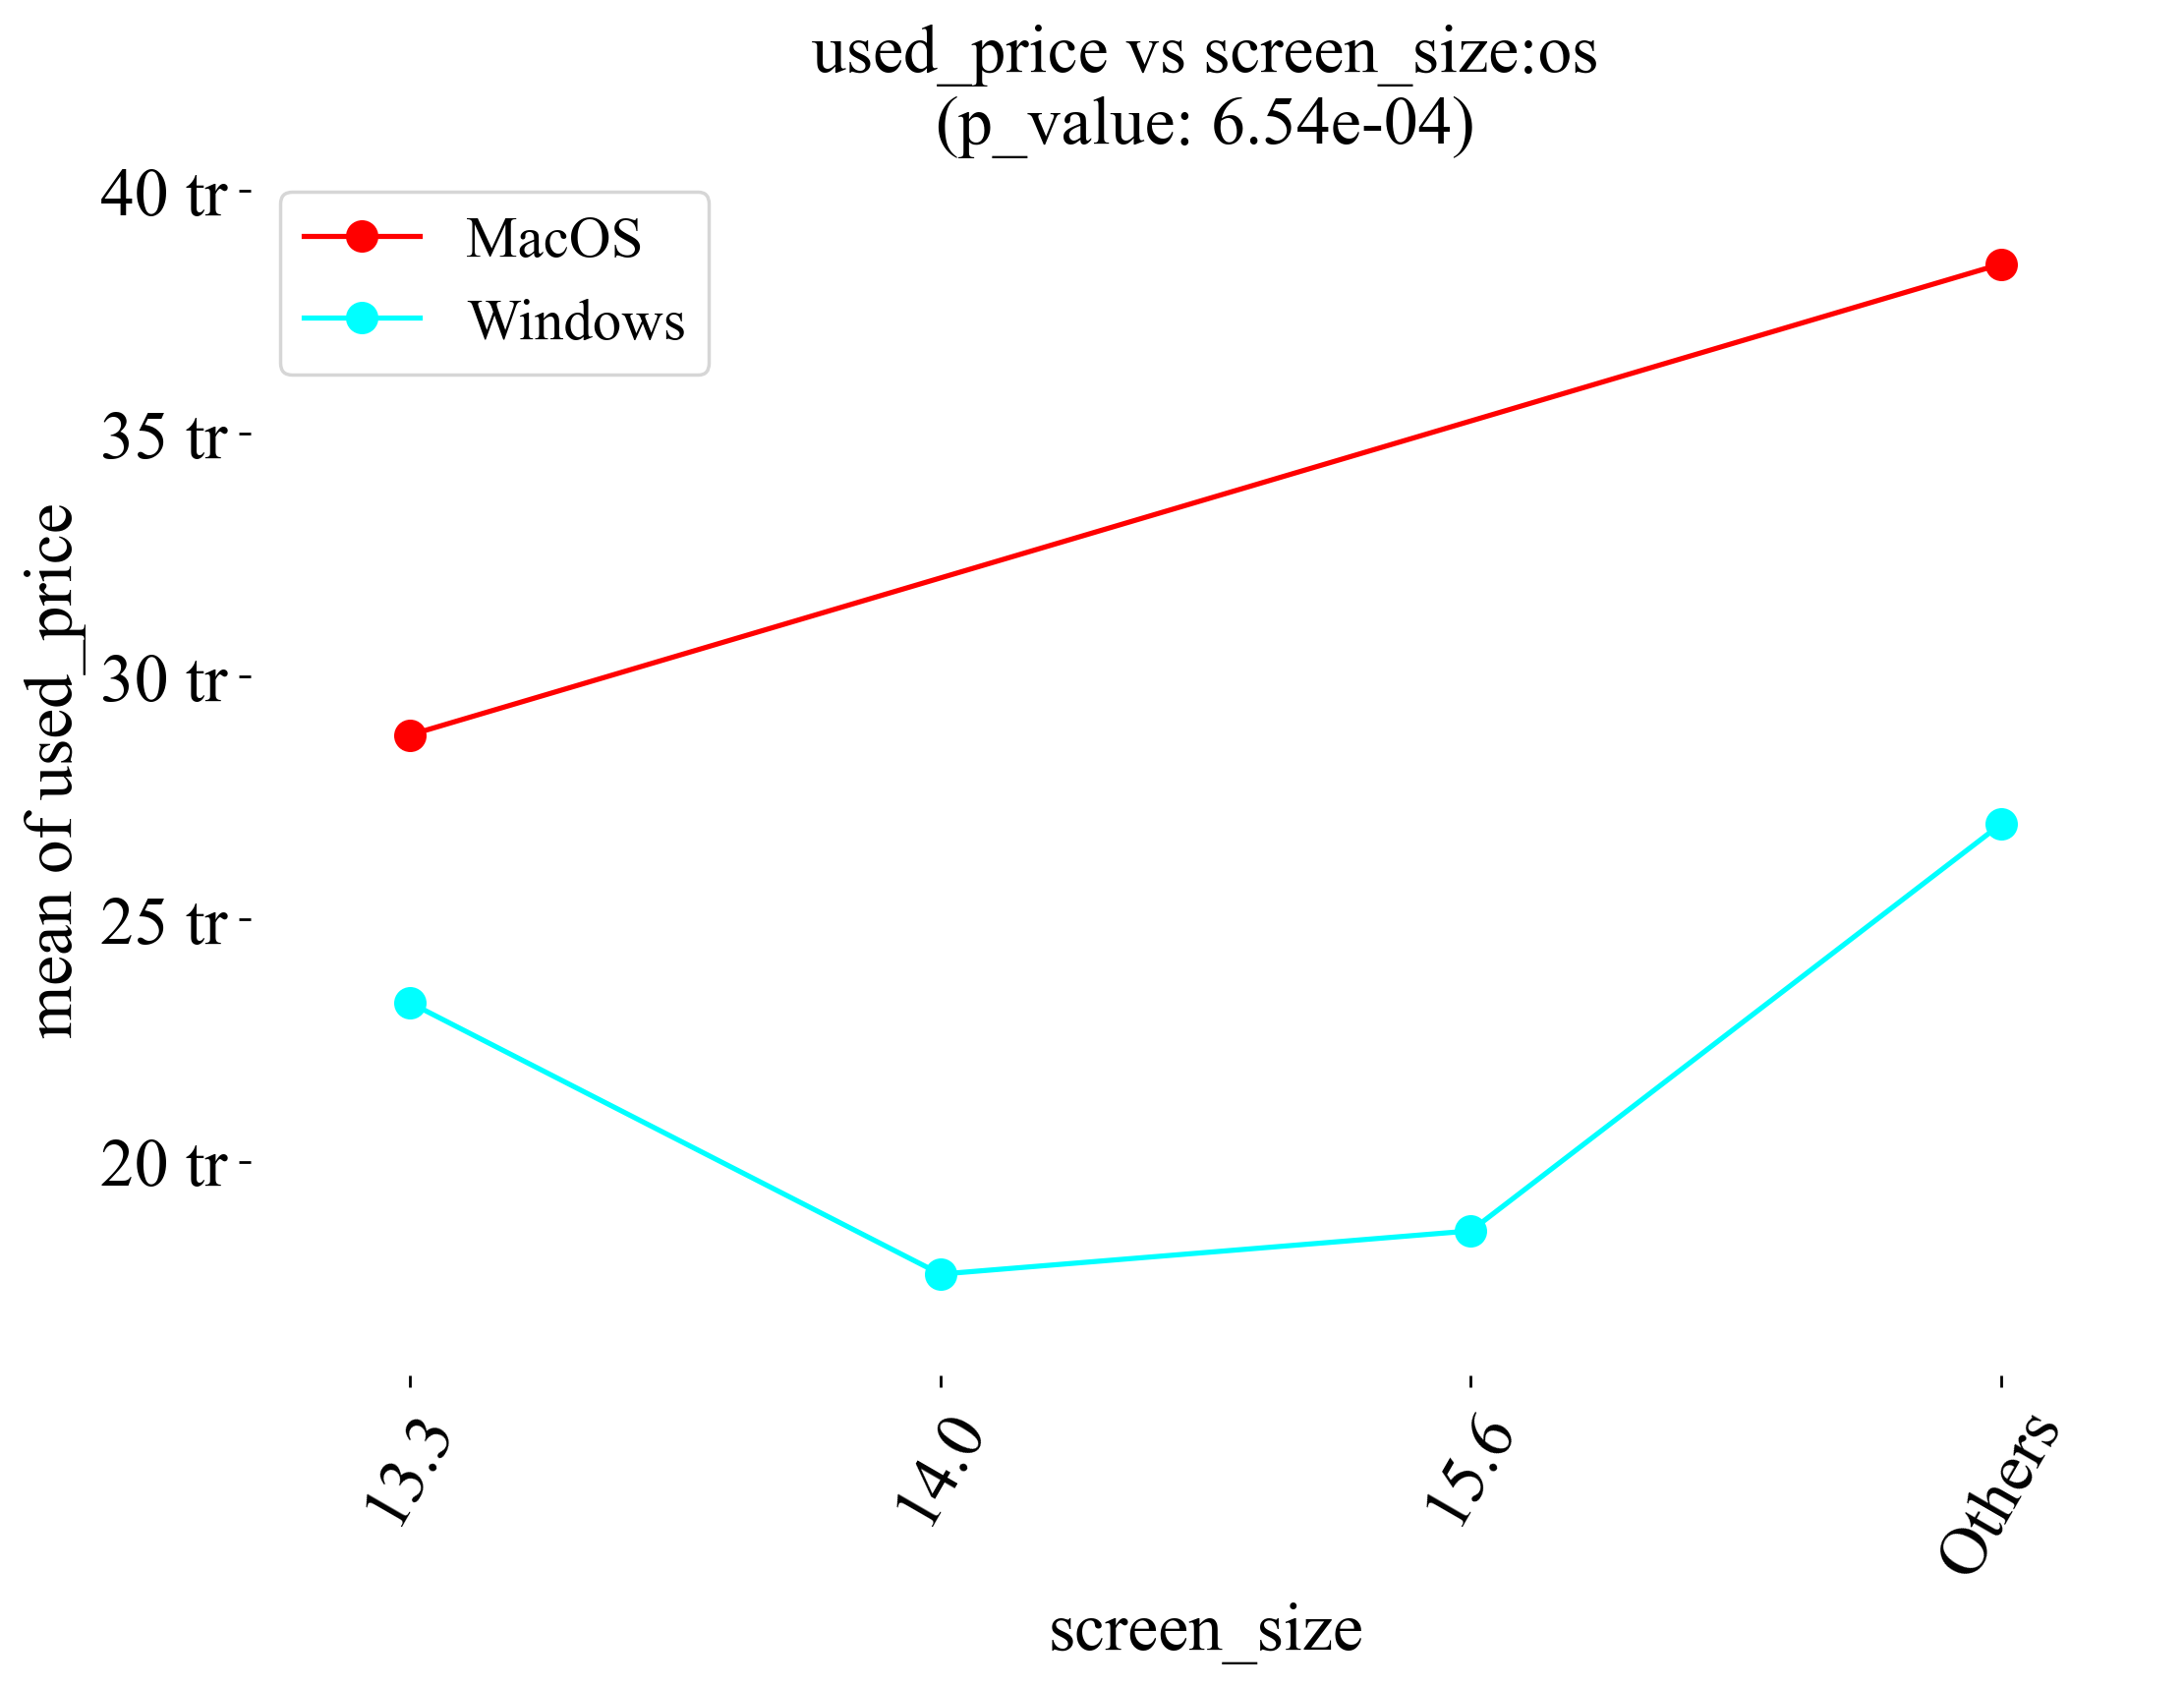 used_price vs screen_size:os
(p_value: 6.54e-04)
MacOS
Windows
mean of used_price
40 tr
35 tr
30 tr
25 tr
20 tr
13.3
14.0
15.6
Others
screen_size